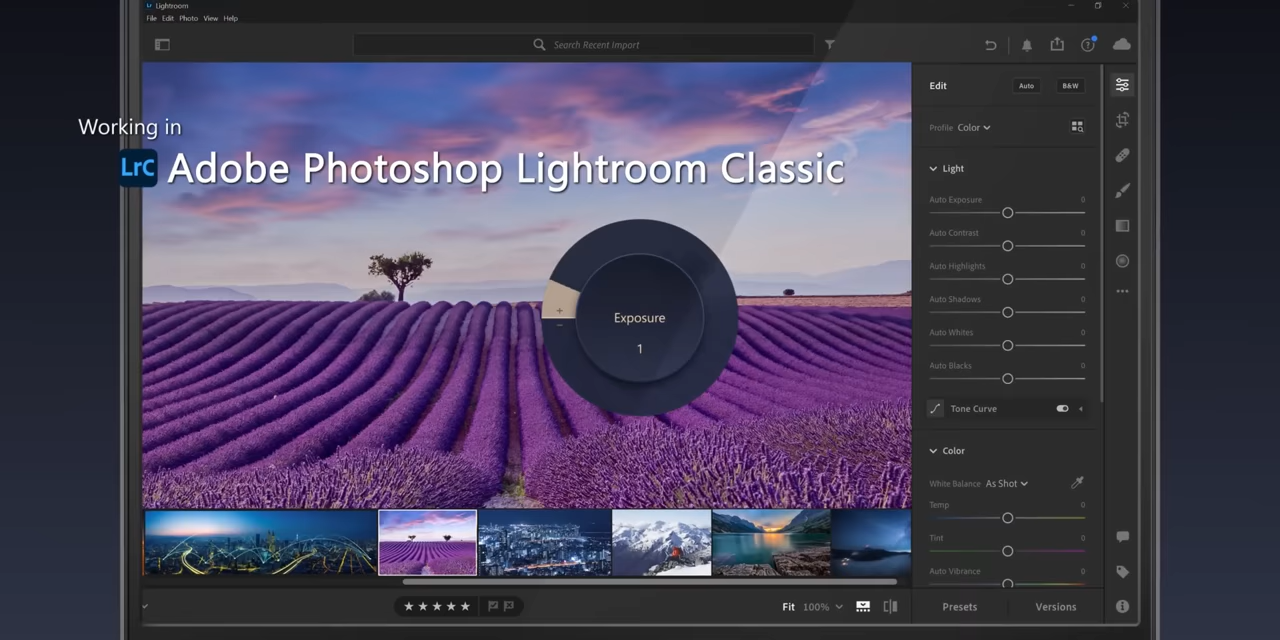 Lr Lightroom
File Edit Photo View Help
Search Recent Import
Working in
LrC Adobe Photoshop Lightroom Classic
Exposure
1
+
−
Edit Auto B&W
Profile Color
Light
Auto Exposure 0
Auto Contrast 0
Auto Highlights 0
Auto Shadows 0
Auto Whites 0
Auto Blacks 0
Tone Curve
Color
White Balance As Shot
Temp 0
Tint 0
Auto Vibrance 0
Fit 100%
Presets Versions